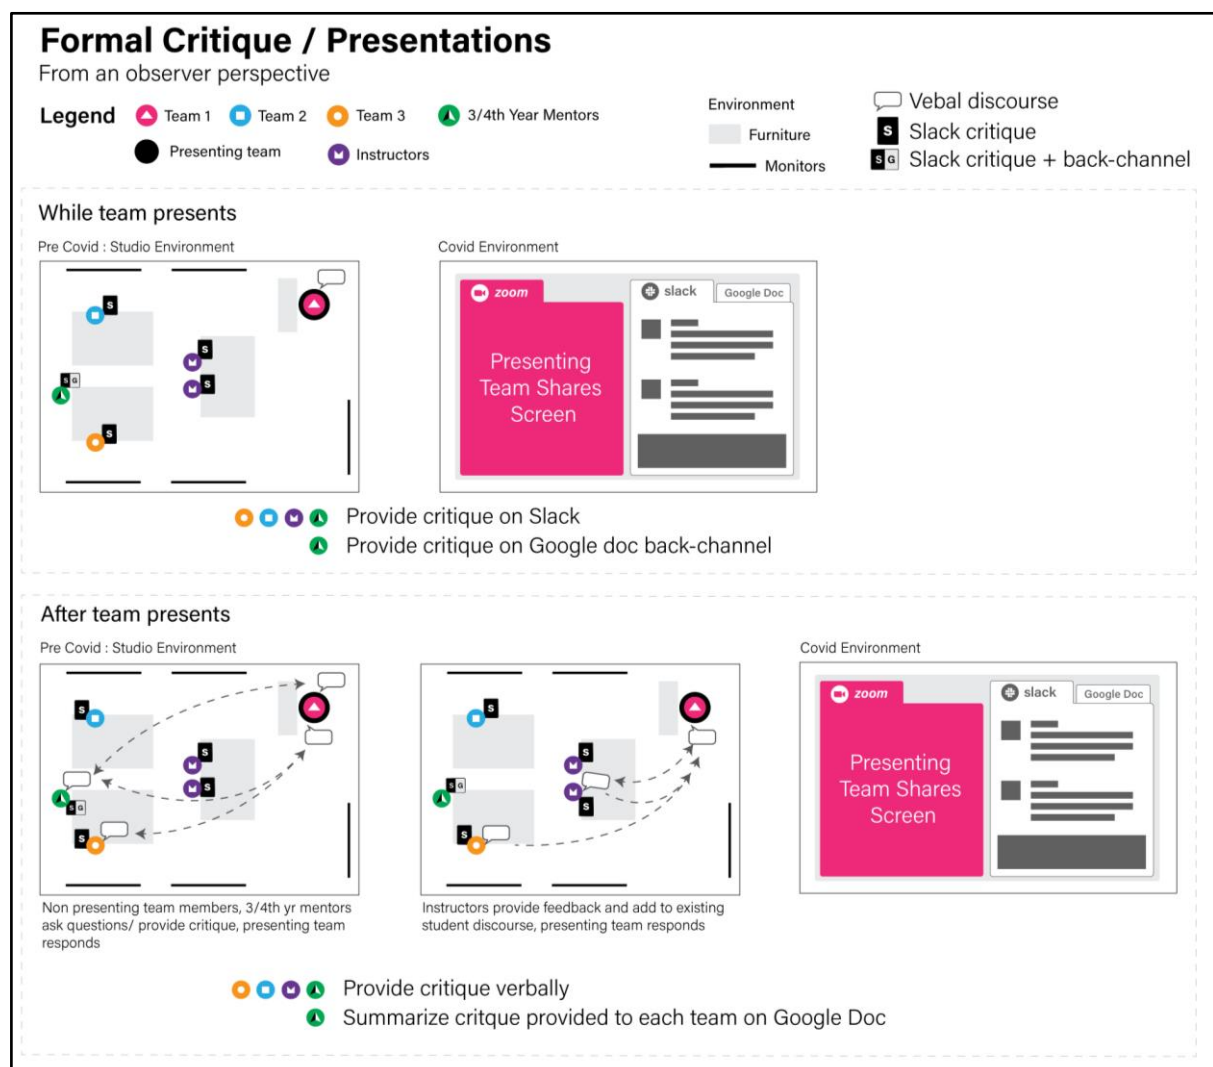 Formal Critique / Presentations
From an observer perspective
Legend
Team 1
Team 2
Team 3
3/4th Year Mentors
Presenting team
Instructors
Environment
Furniture
Monitors
Vebal discourse
S Slack critique
S G Slack critique + back-channel
While team presents
Pre Covid : Studio Environment
S
S
S
S G
S
Covid Environment
zoom
slack
Google Doc
Presenting
Team Shares
Screen
Provide critique on Slack
Provide critique on Google doc back-channel
After team presents
Pre Covid : Studio Environment
S
S
S
S G
S
Non presenting team members, 3/4th yr mentors
ask questions/ provide critique, presenting team
responds
S
S
S G
S
S
Instructors provide feedback and add to existing
student discourse, presenting team responds
Covid Environment
zoom
slack
Google Doc
Presenting
Team Shares
Screen
Provide critique verbally
Summarize critque provided to each team on Google Doc